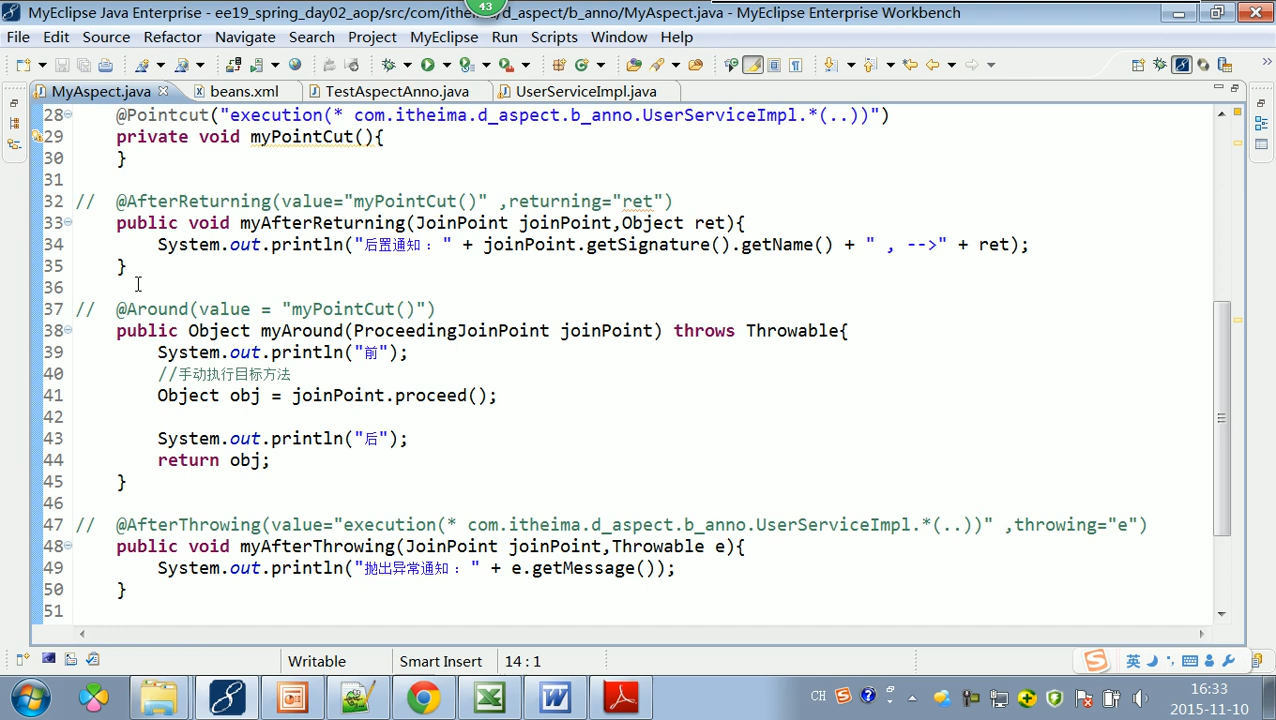 MyEclipse Java Enterprise - ee19_spring_day02_aop/src/com/itheima/d_aspect/b_anno/MyAspect.java - MyEclipse Enterprise Workbench
43
File Edit Source Refactor Navigate Search Project MyEclipse Run Scripts Window Help
MyAspect.java beans.xml TestAspectAnno.java UserServiceImpl.java
28 @Pointcut("execution(* com.itheima.d_aspect.b_anno.UserServiceImpl.*(..))")
29 private void myPointCut(){
30 }
31
32 // @AfterReturning(value="myPointCut()" ,returning="ret")
33 public void myAfterReturning(JoinPoint joinPoint,Object ret){
34 System.out.println("后置通知 : " + joinPoint.getSignature().getName() + " , -->" + ret);
35 }
36
37 // @Around(value = "myPointCut()")
38 public Object myAround(ProceedingJoinPoint joinPoint) throws Throwable{
39 System.out.println("前");
40 //手动执行目标方法
41 Object obj = joinPoint.proceed();
42
43 System.out.println("后");
44 return obj;
45 }
46
47 // @AfterThrowing(value="execution(* com.itheima.d_aspect.b_anno.UserServiceImpl.*(..))" ,throwing="e")
48 public void myAfterThrowing(JoinPoint joinPoint,Throwable e){
49 System.out.println("抛出异常通知 : " + e.getMessage());
50 }
51
Writable Smart Insert 14 : 1
英
CH
16:33
2015-11-10